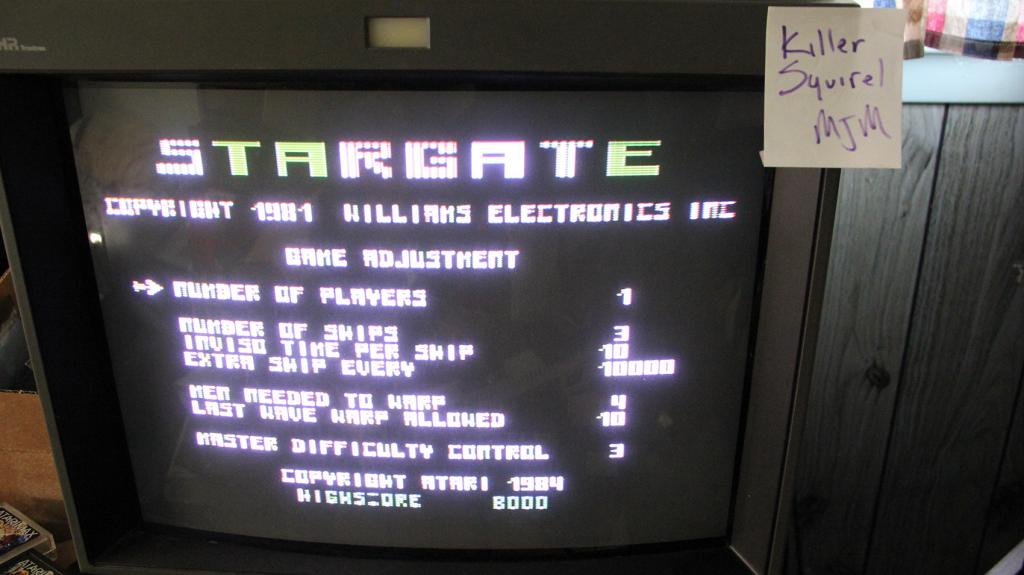 Killer
Squirel
MJM
STARGATE
COPYRIGHT 1981 WILLIAMS ELECTRONICS INC
GAME ADJUSTMENT
NUMBER OF PLAYERS 1
NUMBER OF SHIPS 3
INVISO TIME PER SHIP 10
EXTRA SHIP EVERY 10000
MEN NEEDED TO WARP 4
LAST WAVE WARP ALLOWED 10
MASTER DIFFICULTY CONTROL 3
COPYRIGHT ATARI 1984
HIGHSCORE 8000